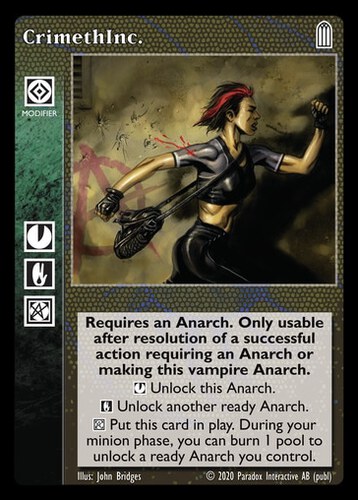 CrimethInc.
MODIFIER
Requires an Anarch. Only usable
after resolution of a successful
action requiring an Anarch or
making this vampire Anarch.
Unlock this Anarch.
Unlock another ready Anarch.
Put this card in play. During your
minion phase, you can burn 1 pool to
unlock a ready Anarch you control.
Illus: John Bridges
© 2020 Paradox Interactive AB (publ)